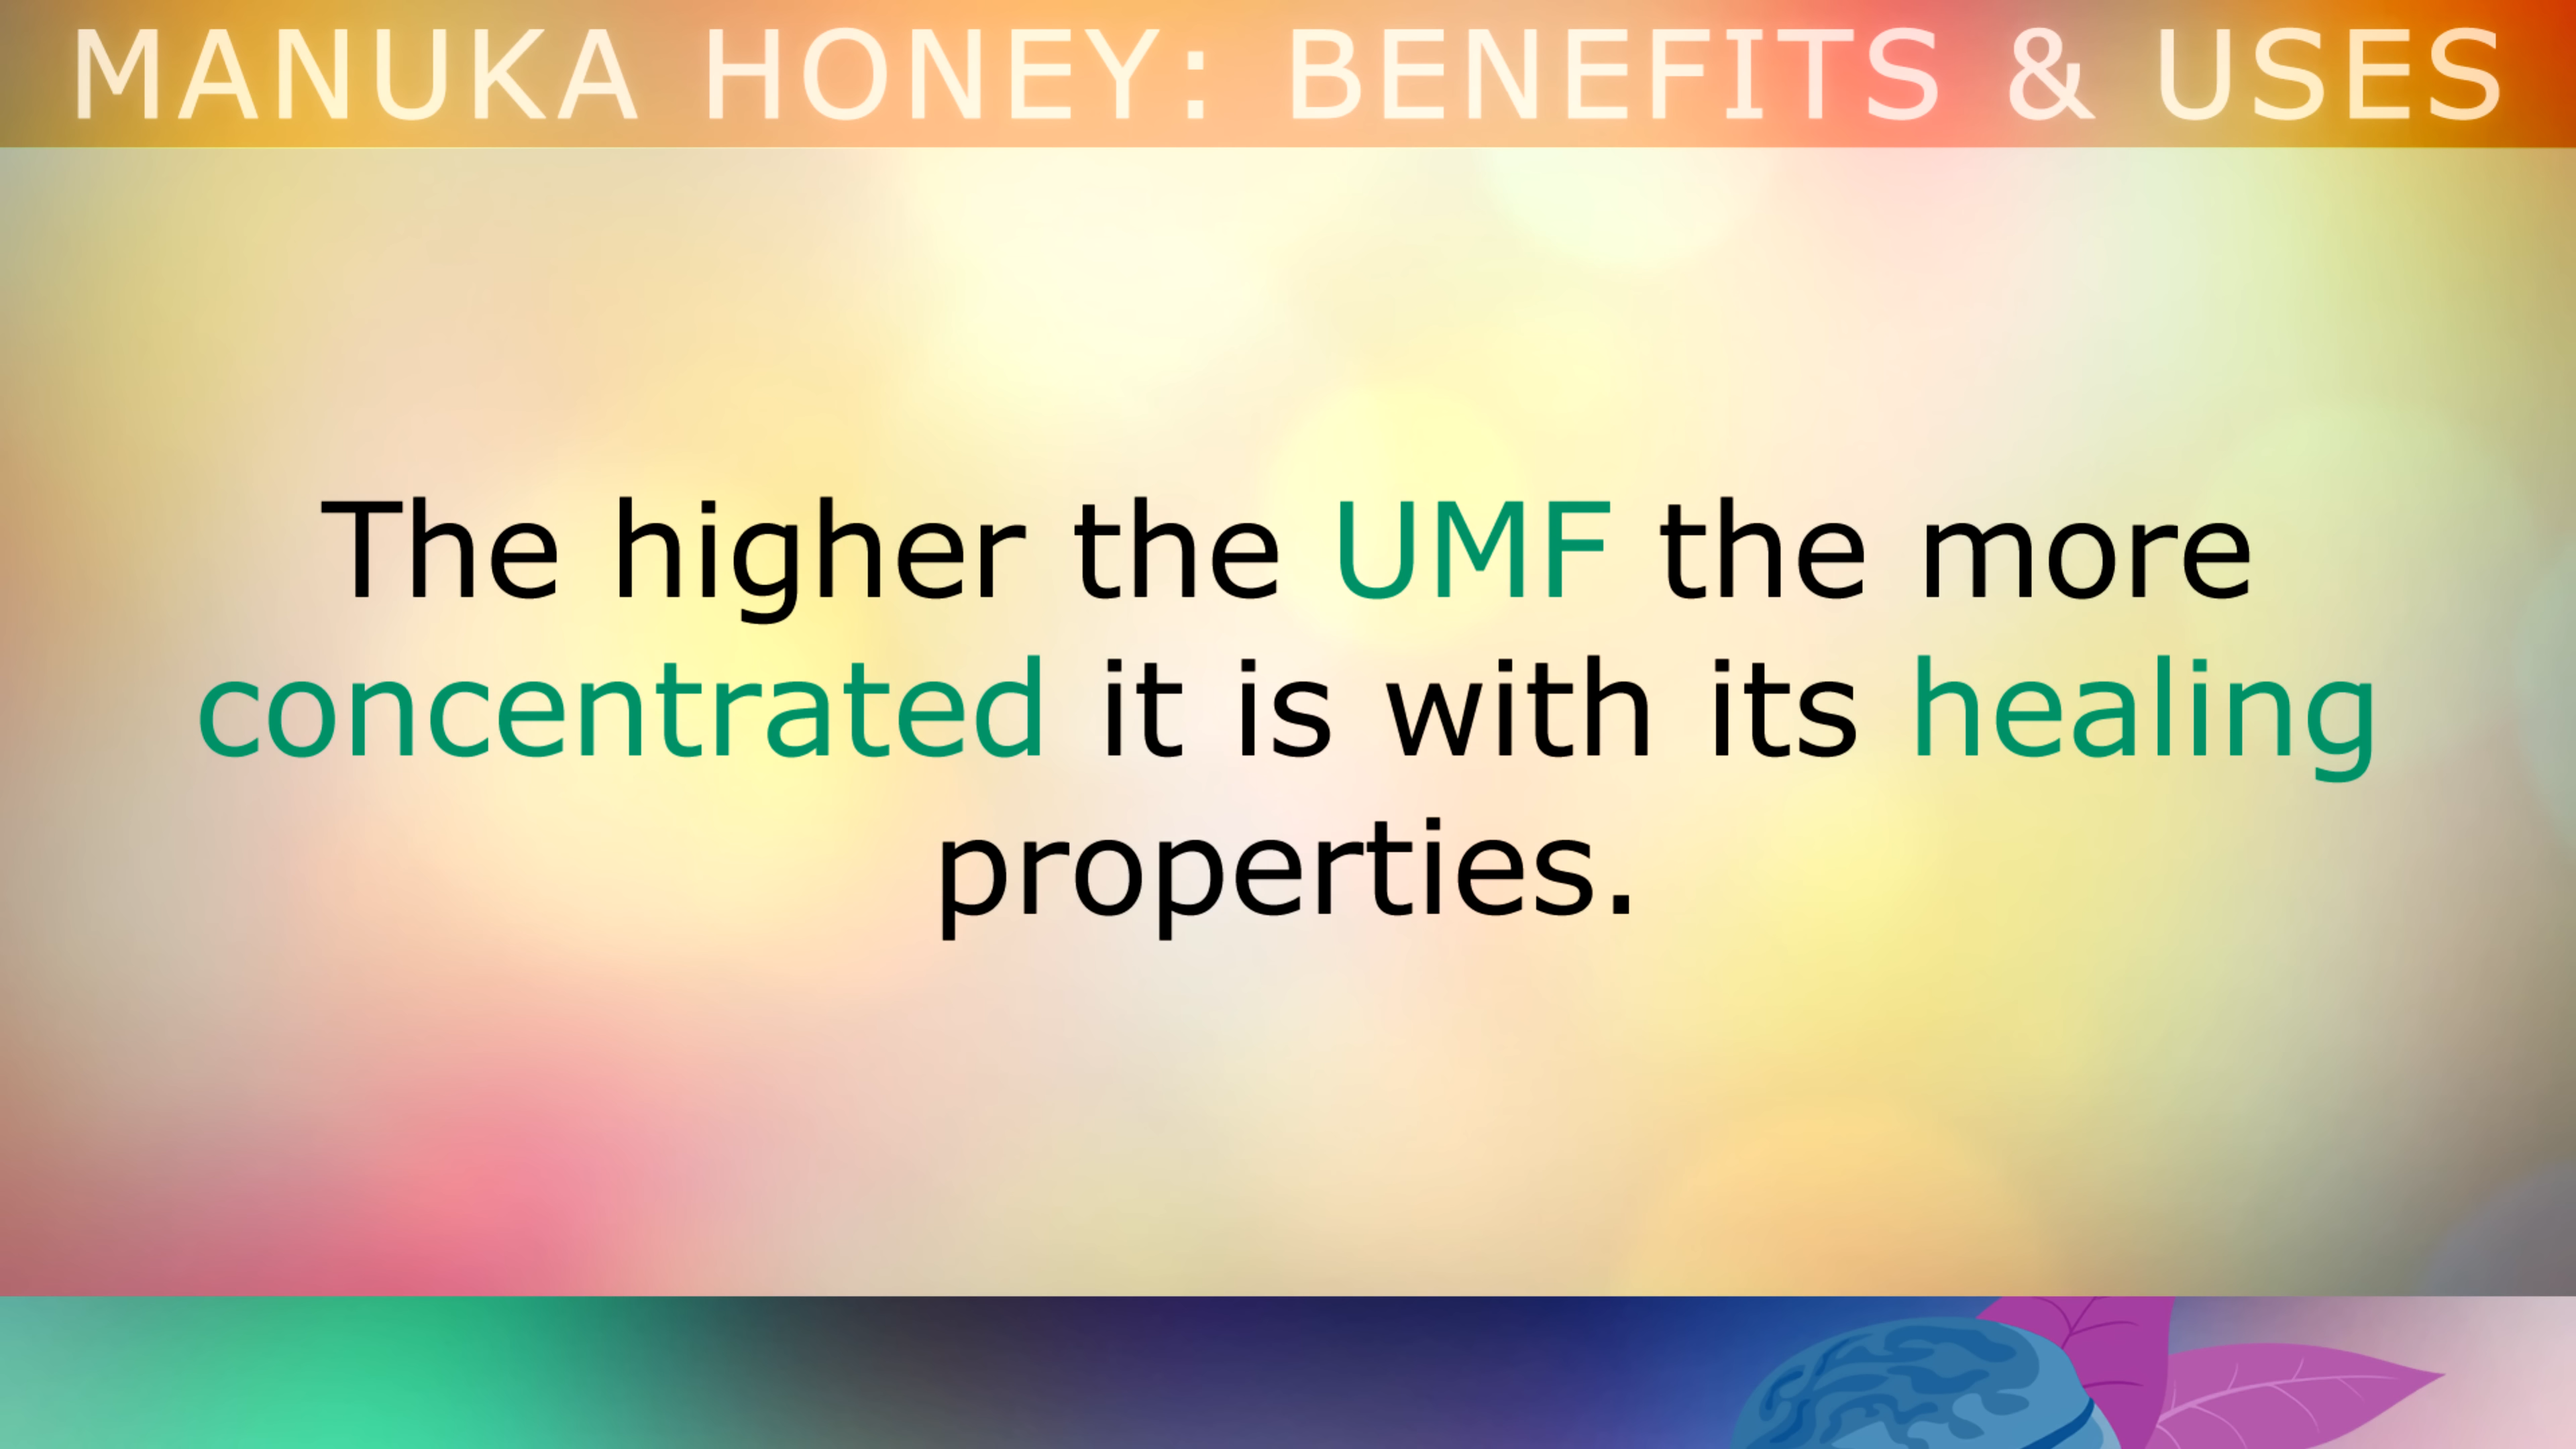 MANUKA HONEY: BENEFITS & USES
The higher the UMF the more
concentrated it is with its healing
properties.